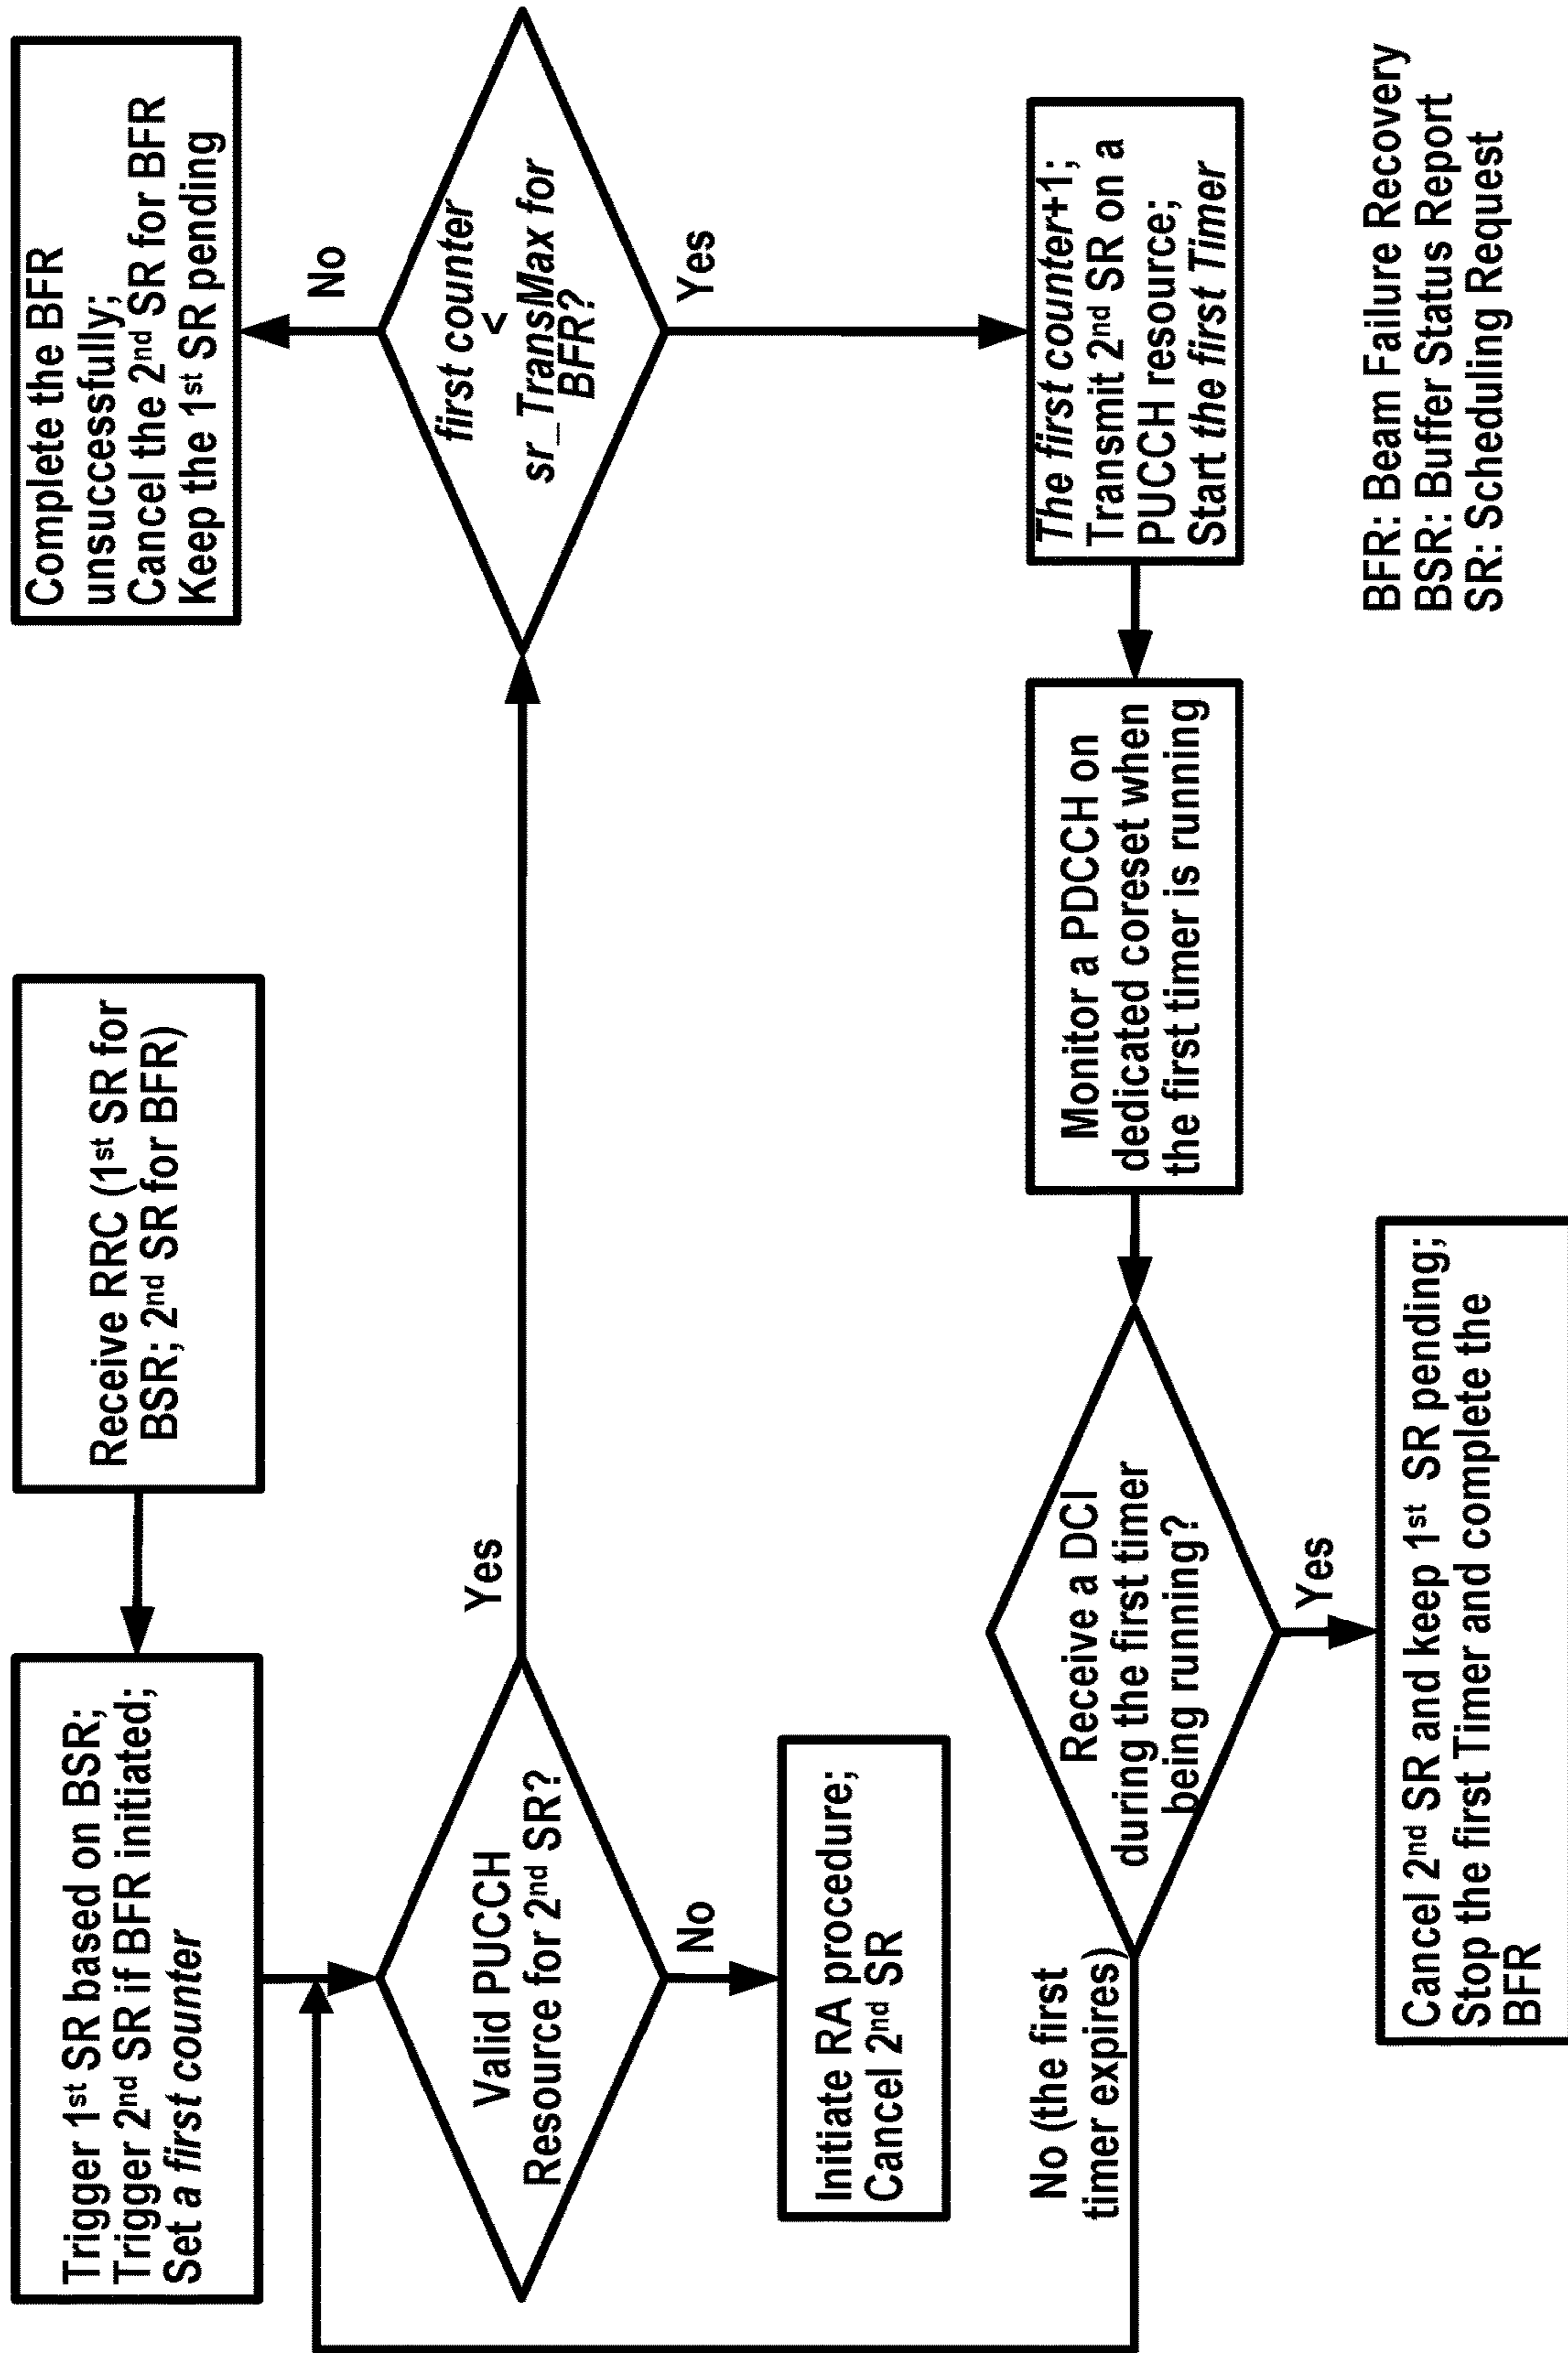 Receive RRC (1st SR for
BSR; 2nd SR for BFR)
Trigger 1st SR based on BSR;
Trigger 2nd SR if BFR initiated;
Set a first counter
Valid PUCCH
Resource for 2nd SR?
Yes
No
Initiate RA procedure;
Cancel 2nd SR
first counter
<
sr_TransMax for
BFR?
No
Complete the BFR
unsuccessfully;
Cancel the 2nd SR for BFR
Keep the 1st SR pending
Yes
The first counter+1;
Transmit 2nd SR on a
PUCCH resource;
Start the first Timer
Monitor a PDCCH on
dedicated coreset when
the first timer is running
Receive a DCI
during the first timer
being running?
No (the first
timer expires)
Yes
Cancel 2nd SR and keep 1st SR pending;
Stop the first Timer and complete the
BFR
BFR: Beam Failure Recovery
BSR: Buffer Status Report
SR: Scheduling Request